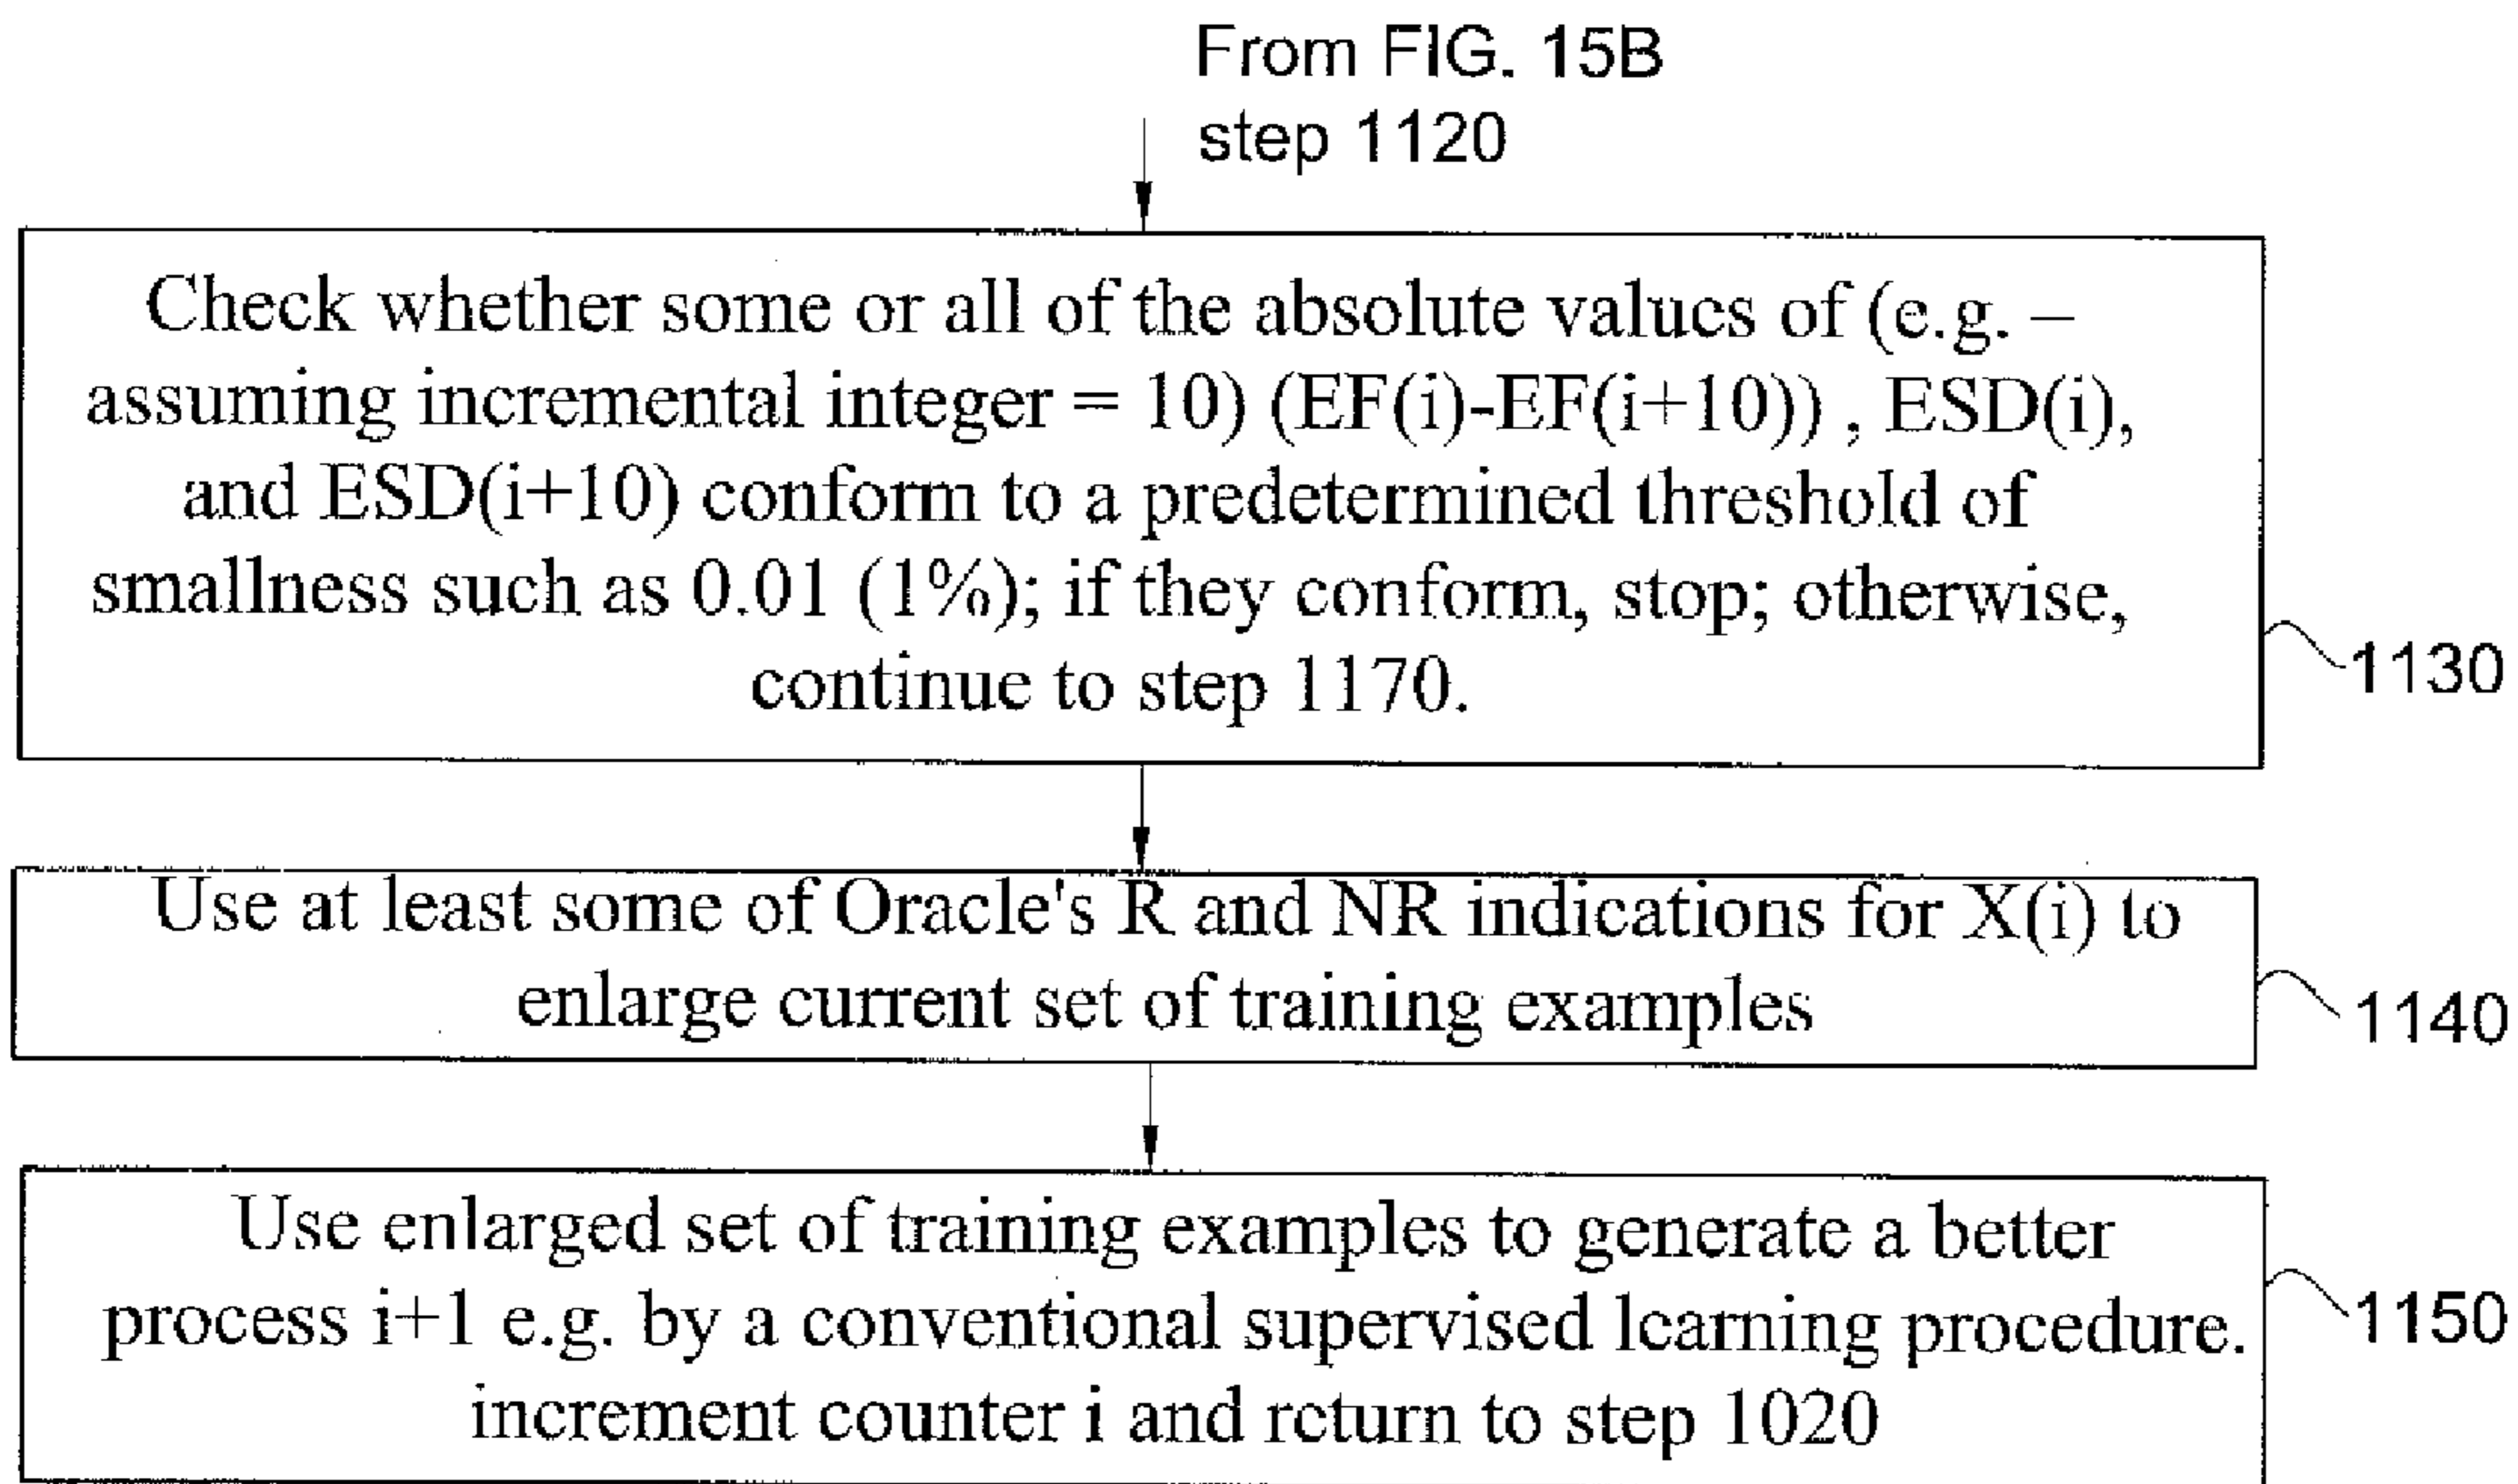 From FIG. 15B
step 1120
Check whether some or all of the absolute values of (e.g. –
assuming incremental integer = 10) (EF(i)-EF(i+10)) , ESD(i),
and ESD(i+10) conform to a predetermined threshold of
smallness such as 0.01 (1%); if they conform, stop; otherwise,
continue to step 1170.
1130
Use at least some of Oracle's R and NR indications for X(i) to
enlarge current set of training examples
1140
Use enlarged set of training examples to generate a better
process i+1 e.g. by a conventional supervised learning procedure.
increment counter i and return to step 1020
1150